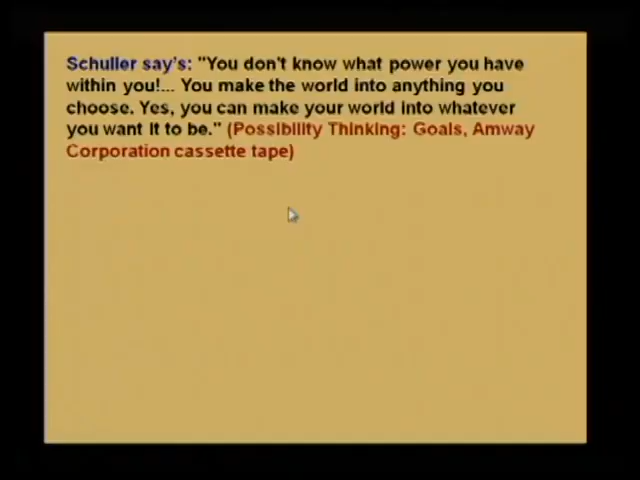 Schuller say's: "You don't know what power you have
within you!... You make the world into anything you
choose. Yes, you can make your world into whatever
you want it to be." (Possibility Thinking: Goals, Amway
Corporation cassette tape)